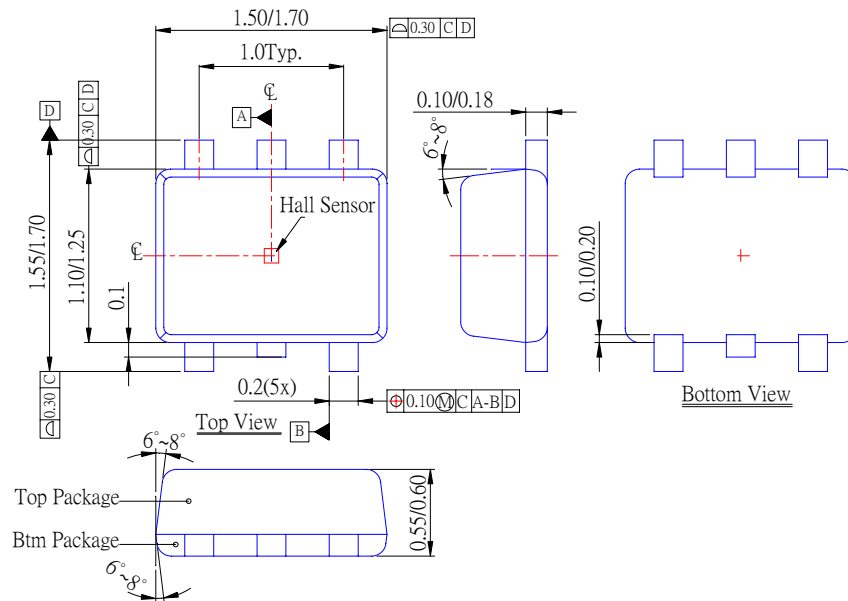 1.50/1.70
⌓ 0.30 C D
1.0Typ.
℄
A
D
⌓ 0.30 C D
0.10/0.18
6°~8°
Hall Sensor
℄
1.55/1.70
1.10/1.25
0.1
0.10/0.20
⌓ 0.30 C
0.2(5x)
⌖ 0.10 Ⓜ C A-B D
B
Top View
Bottom View
6°~8°
Top Package
Btm Package
0.55/0.60
6°~8°